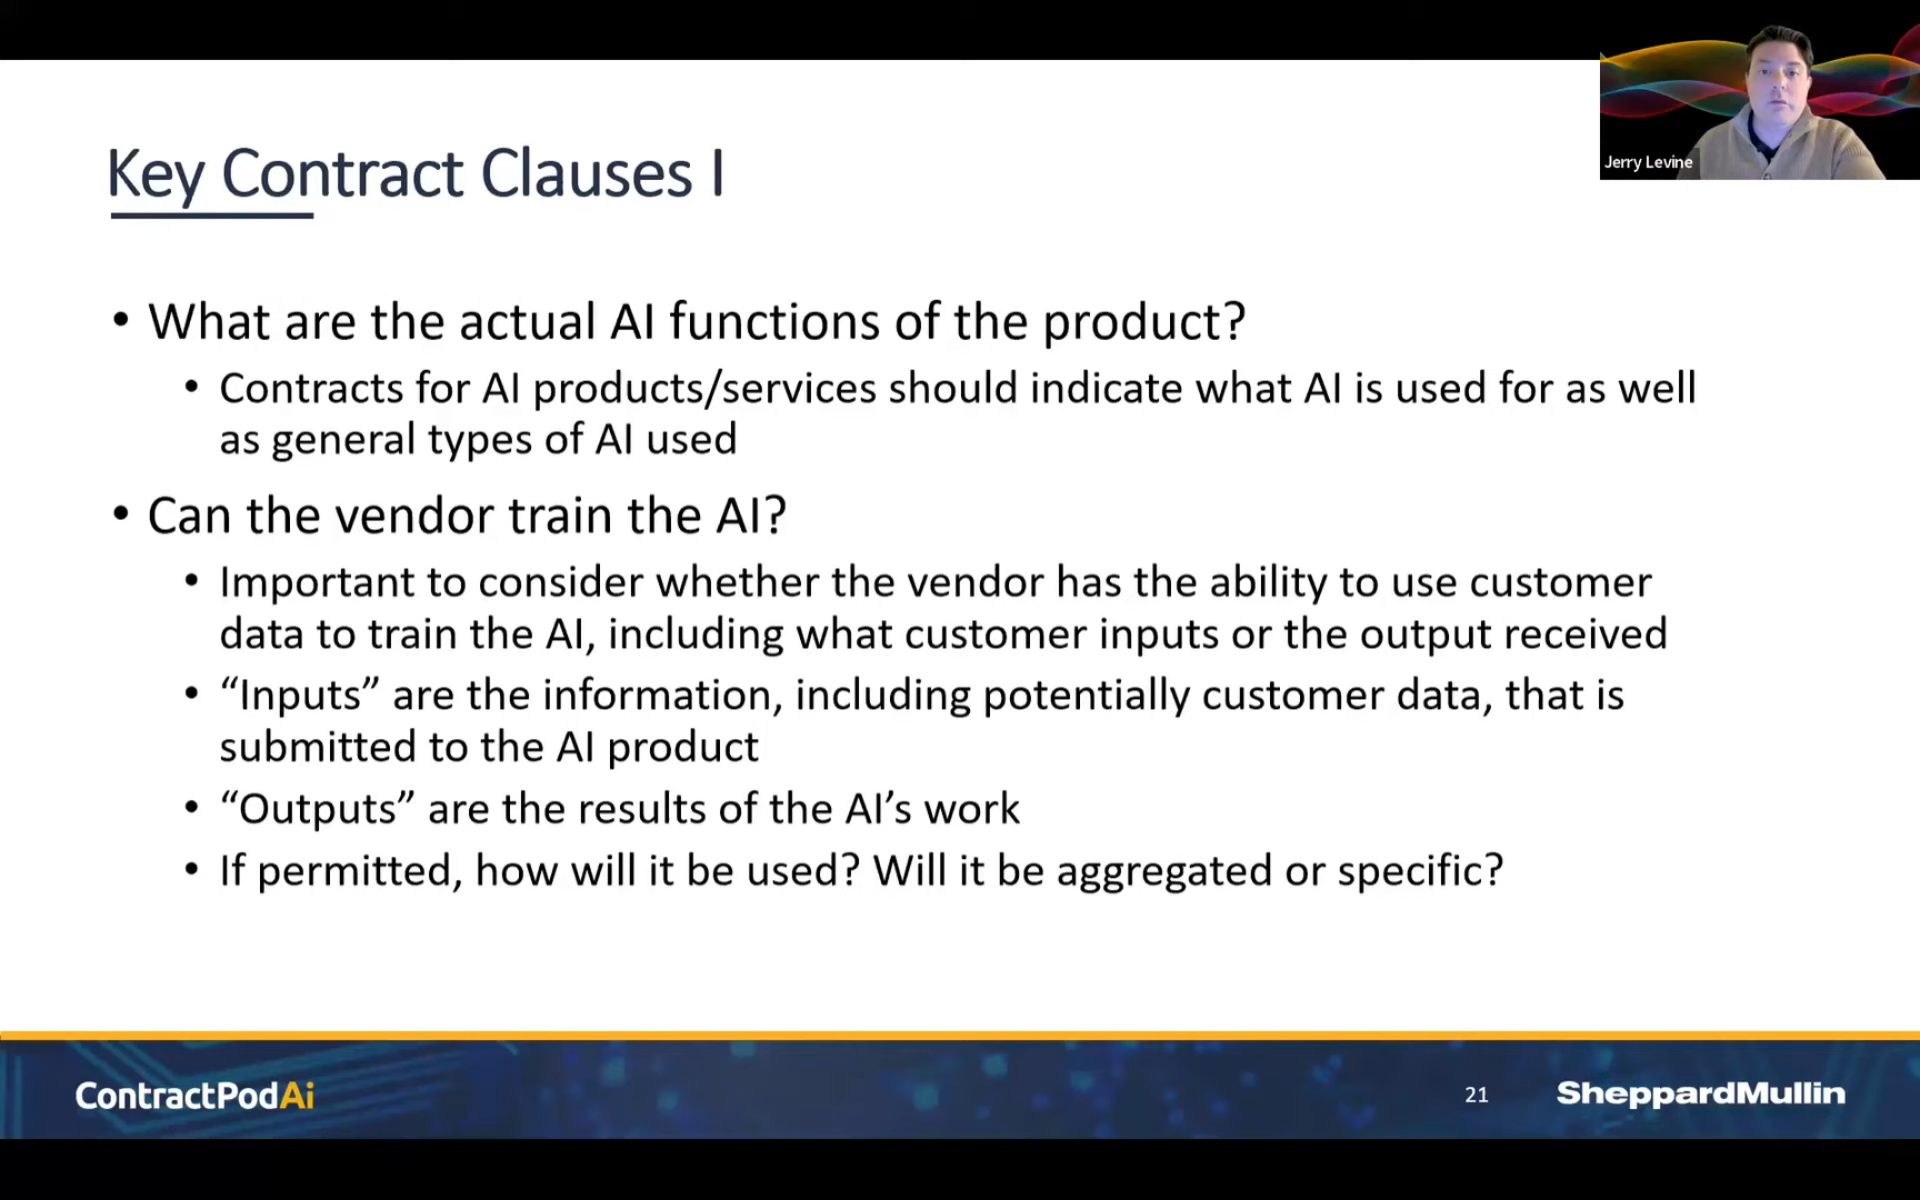 Jerry Levine
Key Contract Clauses I
• What are the actual AI functions of the product?
• Contracts for AI products/services should indicate what AI is used for as well
as general types of AI used
• Can the vendor train the AI?
• Important to consider whether the vendor has the ability to use customer
data to train the AI, including what customer inputs or the output received
• “Inputs” are the information, including potentially customer data, that is
submitted to the AI product
• “Outputs” are the results of the AI’s work
• If permitted, how will it be used? Will it be aggregated or specific?
ContractPodAi
21
SheppardMullin